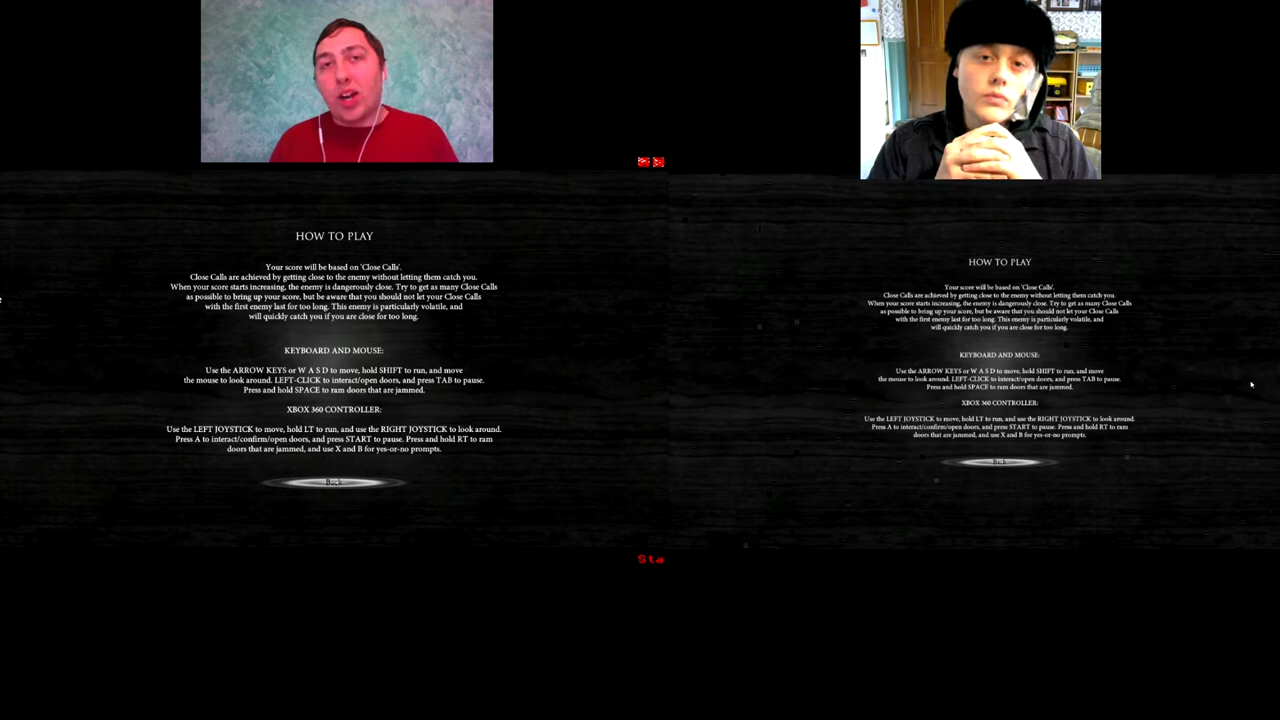 HOW TO PLAY
Your score will be based on 'Close Calls'.
Close Calls are achieved by getting close to the enemy without letting them catch you.
When your score starts increasing, the enemy is dangerously close. Try to get as many Close Calls
as possible to bring up your score, but be aware that you should not let your Close Calls
with the first enemy last for too long. This enemy is particularly volatile, and
will quickly catch you if you are close for too long.
KEYBOARD AND MOUSE:
Use the ARROW KEYS or W A S D to move, hold SHIFT to run, and move
the mouse to look around. LEFT-CLICK to interact/open doors, and press TAB to pause.
Press and hold SPACE to ram doors that are jammed.
XBOX 360 CONTROLLER:
Use the LEFT JOYSTICK to move, hold LT to run, and use the RIGHT JOYSTICK to look around.
Press A to interact/confirm/open doors, and press START to pause. Press and hold RT to ram
doors that are jammed, and use X and B for yes-or-no prompts.
Back
HOW TO PLAY
Your score will be based on 'Close Calls'.
Close Calls are achieved by getting close to the enemy without letting them catch you.
When your score starts increasing, the enemy is dangerously close. Try to get as many Close Calls
as possible to bring up your score, but be aware that you should not let your Close Calls
with the first enemy last for too long. This enemy is particularly volatile, and
will quickly catch you if you are close for too long.
KEYBOARD AND MOUSE:
Use the ARROW KEYS or W A S D to move, hold SHIFT to run, and move
the mouse to look around. LEFT-CLICK to interact/open doors, and press TAB to pause.
Press and hold SPACE to ram doors that are jammed.
XBOX 360 CONTROLLER:
Use the LEFT JOYSTICK to move, hold LT to run, and use the RIGHT JOYSTICK to look around.
Press A to interact/confirm/open doors, and press START to pause. Press and hold RT to ram
doors that are jammed, and use X and B for yes-or-no prompts.
Back
Sta